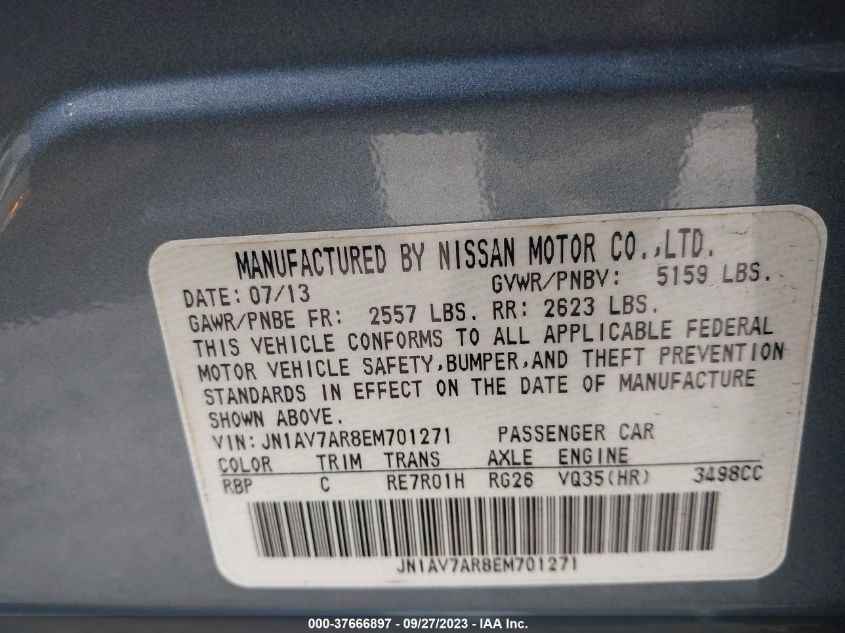 MANUFACTURED BY NISSAN MOTOR CO.,LTD.
DATE: 07/13 GVWR/PNBV: 5159 LBS.
GAWR/PNBE FR: 2557 LBS. RR: 2623 LBS.
THIS VEHICLE CONFORMS TO ALL APPLICABLE FEDERAL
MOTOR VEHICLE SAFETY,BUMPER,AND THEFT PREVENTION
STANDARDS IN EFFECT ON THE DATE OF MANUFACTURE
SHOWN ABOVE.
VIN: JN1AV7AR8EM701271 PASSENGER CAR
COLOR TRIM TRANS AXLE ENGINE
RBP C RE7R01H RG26 VQ35(HR) 3498CC
JN1AV7AR8EM701271
000-37666897 - 09/27/2023 - IAA Inc.